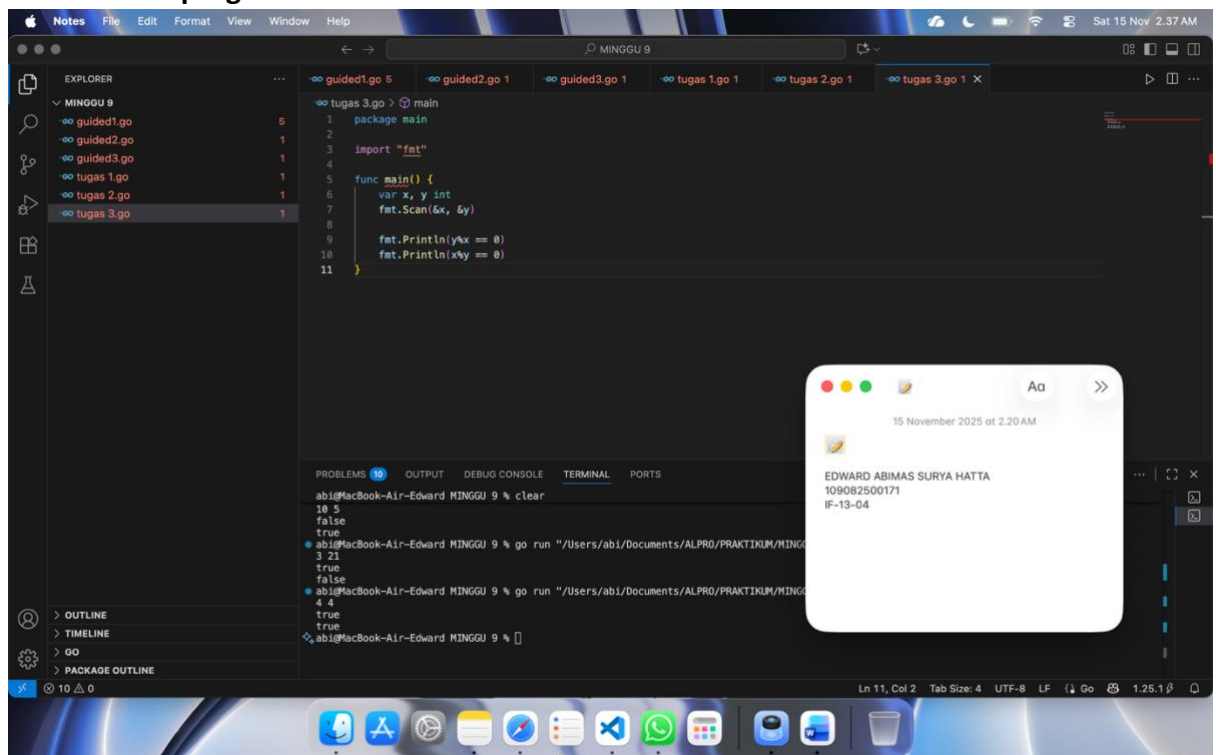 Notes File Edit Format View Window Help
Sat 15 Nov 2.37 AM
MINGGU 9
EXPLORER
guided1.go 5 guided2.go 1 guided3.go 1 tugas 1.go 1 tugas 2.go 1 tugas 3.go 1
MINGGU 9
guided1.go 5
guided2.go 1
guided3.go 1
tugas 1.go 1
tugas 2.go 1
tugas 3.go 1
tugas 3.go > main
1 package main
2
3 import "fmt"
4
5 func main() {
6 var x, y int
7 fmt.Scan(&x, &y)
8
9 fmt.Println(y%x == 0)
10 fmt.Println(x%y == 0)
11 }
Aa
15 November 2025 at 2.20 AM
EDWARD ABIMAS SURYA HATTA
109082500171
IF-13-04
PROBLEMS 10 OUTPUT DEBUG CONSOLE TERMINAL PORTS
abi@MacBook-Air-Edward MINGGU 9 % clear
10 5
false
true
abi@MacBook-Air-Edward MINGGU 9 % go run "/Users/abi/Documents/ALPRO/PRAKTIKUM/MINGG
3 21
true
false
abi@MacBook-Air-Edward MINGGU 9 % go run "/Users/abi/Documents/ALPRO/PRAKTIKUM/MINGG
4 4
true
true
abi@MacBook-Air-Edward MINGGU 9 %
OUTLINE
TIMELINE
GO
PACKAGE OUTLINE
10 0
Ln 11, Col 2 Tab Size: 4 UTF-8 LF Go 1.25.1